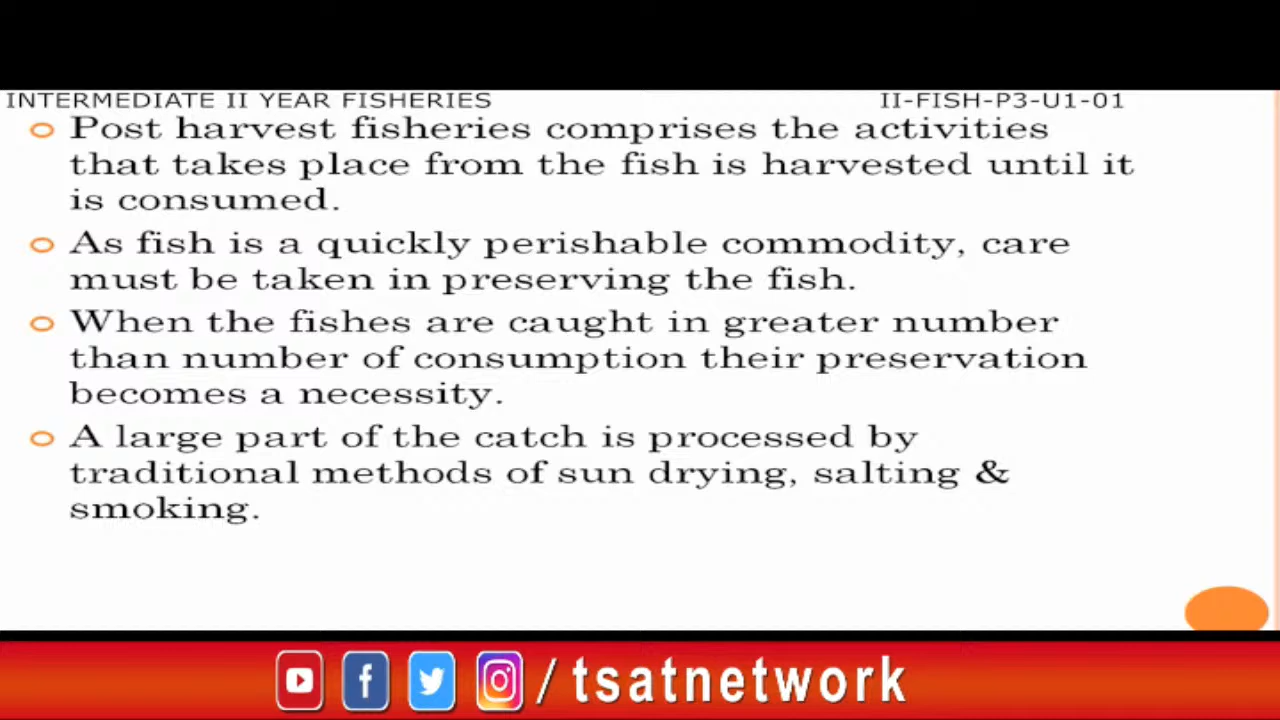 INTERMEDIATE II YEAR FISHERIES II-FISH-P3-U1-01
Post harvest fisheries comprises the activities
that takes place from the fish is harvested until it
is consumed.
As fish is a quickly perishable commodity, care
must be taken in preserving the fish.
When the fishes are caught in greater number
than number of consumption their preservation
becomes a necessity.
A large part of the catch is processed by
traditional methods of sun drying, salting &
smoking.
/ tsatnetwork